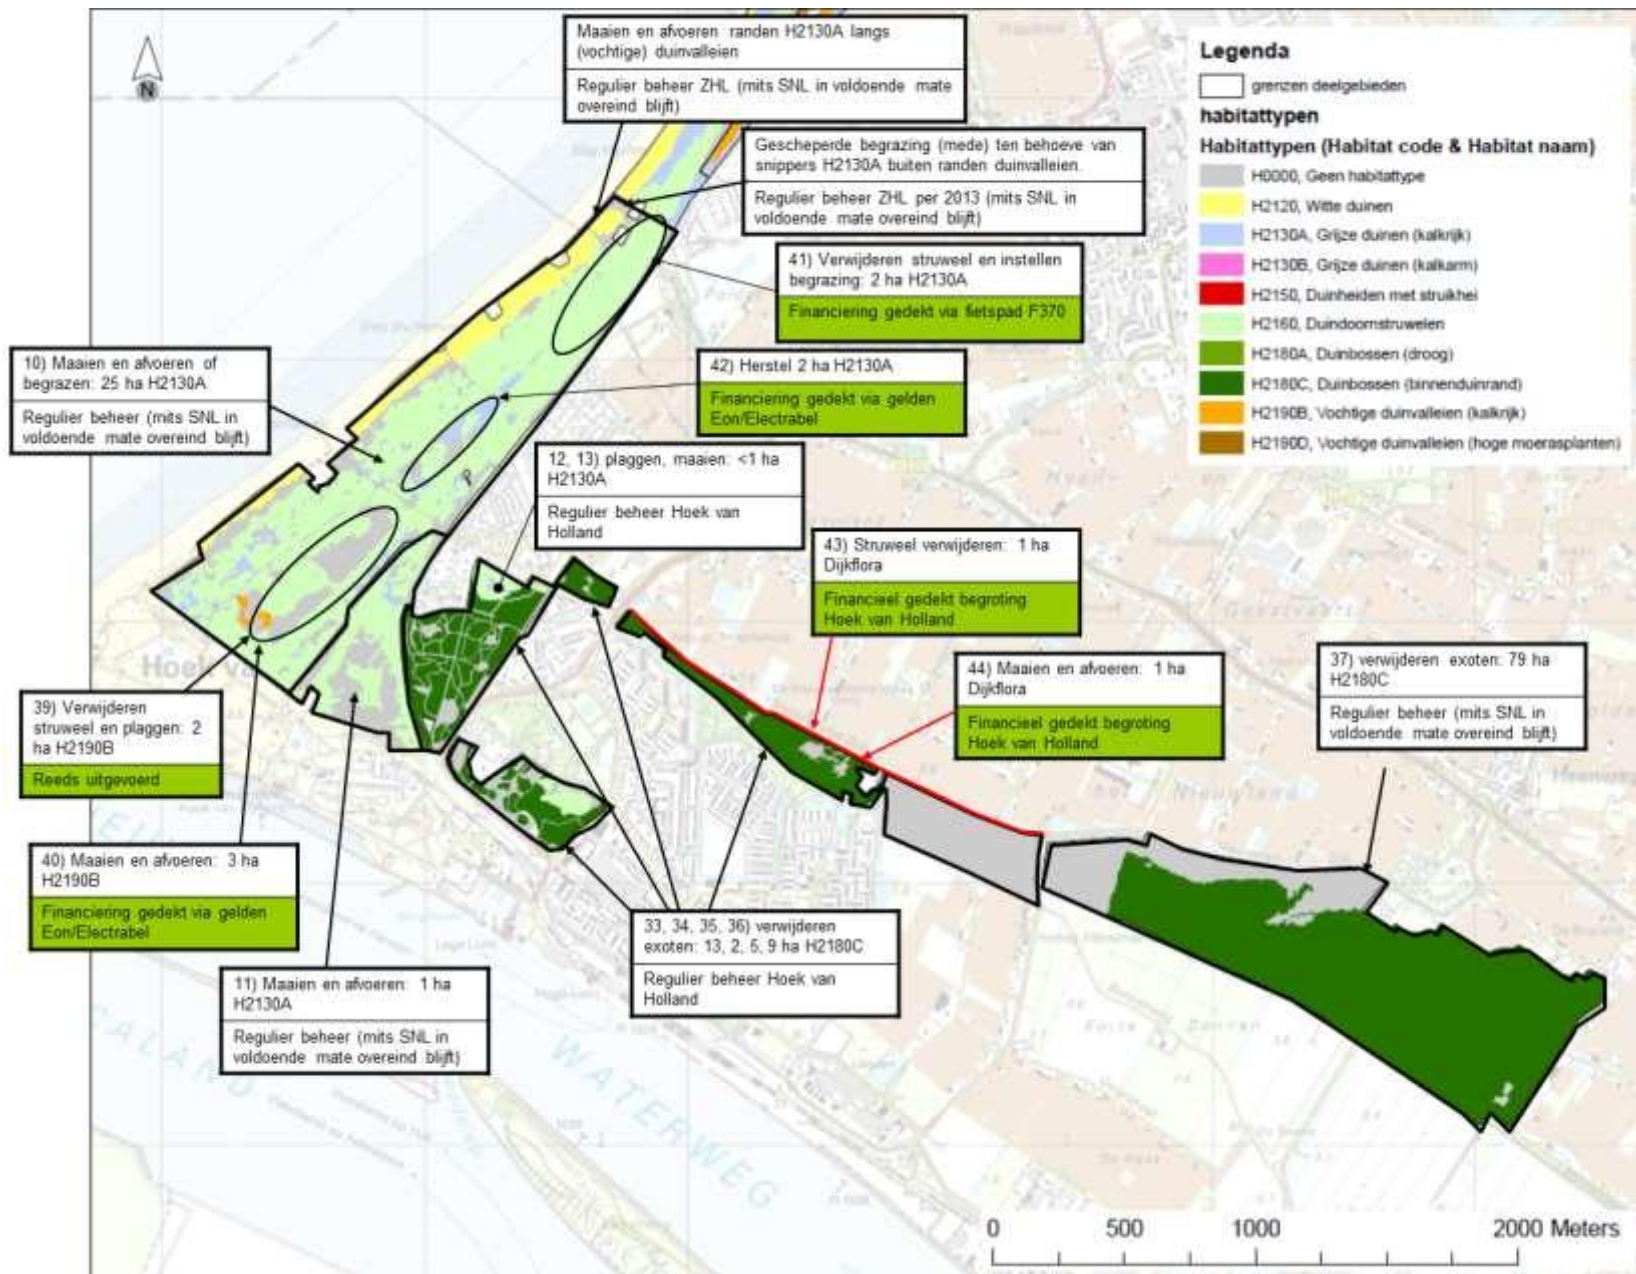 Maaien en afvoeren randen H2130A langs
(vochtige) duinvalleien
Regulier beheer ZHL (mits SNL in voldoende mate
overeind blijft)
Gescheperde begrazing (mede) ten behoeve van
snippers H2130A buiten randen duinvalleien.
Regulier beheer ZHL per 2013 (mits SNL in
voldoende mate overeind blijft)
41) Verwijderen struweel en instellen
begrazing: 2 ha H2130A
Financiering gedekt via fietspad F370
10) Maaien en afvoeren of
begrazen: 25 ha H2130A
Regulier beheer (mits SNL in
voldoende mate overeind blijft)
42) Herstel 2 ha H2130A
Financiering gedekt via gelden
Eon/Electrabel
12, 13) plaggen, maaien: <1 ha
H2130A
Regulier beheer Hoek van
Holland
43) Struweel verwijderen: 1 ha
Dijkflora
Financieel gedekt begroting
Hoek van Holland
44) Maaien en afvoeren: 1 ha
Dijkflora
Financieel gedekt begroting
Hoek van Holland
37) verwijderen exoten: 79 ha
H2180C
Regulier beheer (mits SNL in
voldoende mate overeind blijft)
39) Verwijderen
struweel en plaggen: 2
ha H2190B
Reeds uitgevoerd
40) Maaien en afvoeren: 3 ha
H2190B
Financiering gedekt via gelden
Eon/Electrabel
11) Maaien en afvoeren: 1 ha
H2130A
Regulier beheer (mits SNL in
voldoende mate overeind blijft)
33, 34, 35, 36) verwijderen
exoten: 13, 2, 5, 9 ha H2180C
Regulier beheer Hoek van
Holland
Legenda
grenzen deelgebieden
habitattypen
Habitattypen (Habitat code & Habitat naam)
H0000, Geen habitattype
H2120, Witte duinen
H2130A, Grijze duinen (kalkrijk)
H2130B, Grijze duinen (kalkarm)
H2150, Duinheiden met struikhei
H2160, Duindoornstruwelen
H2180A, Duinbossen (droog)
H2180C, Duinbossen (binnenduinrand)
H2190B, Vochtige duinvalleien (kalkrijk)
H2190D, Vochtige duinvalleien (hoge moerasplanten)
N
Hoek
CALAND
WATERWEG
0 500 1000 2000 Meters